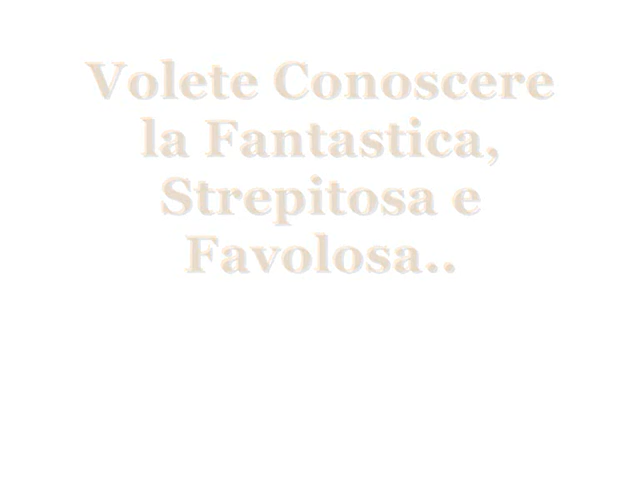 Volete Conoscere
la Fantastica,
Strepitosa e
Favolosa..